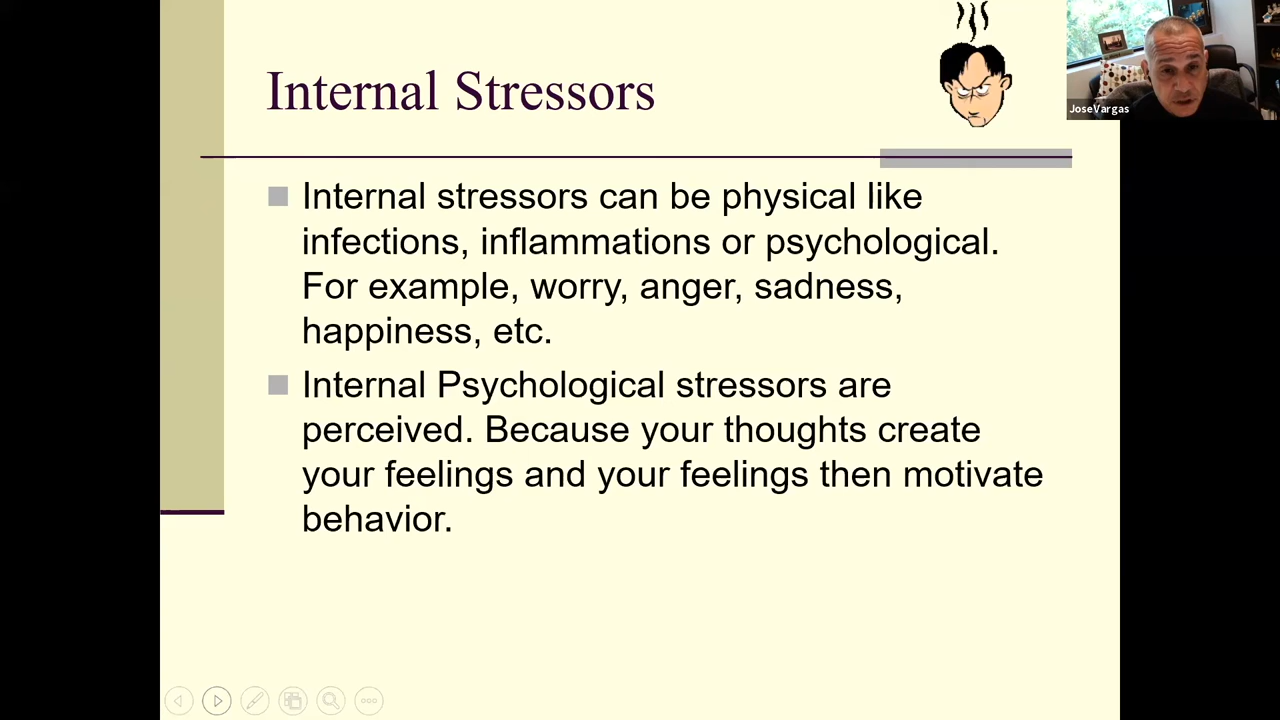 Internal Stressors
JoseVargas
Internal stressors can be physical like
infections, inflammations or psychological.
For example, worry, anger, sadness,
happiness, etc.
Internal Psychological stressors are
perceived. Because your thoughts create
your feelings and your feelings then motivate
behavior.